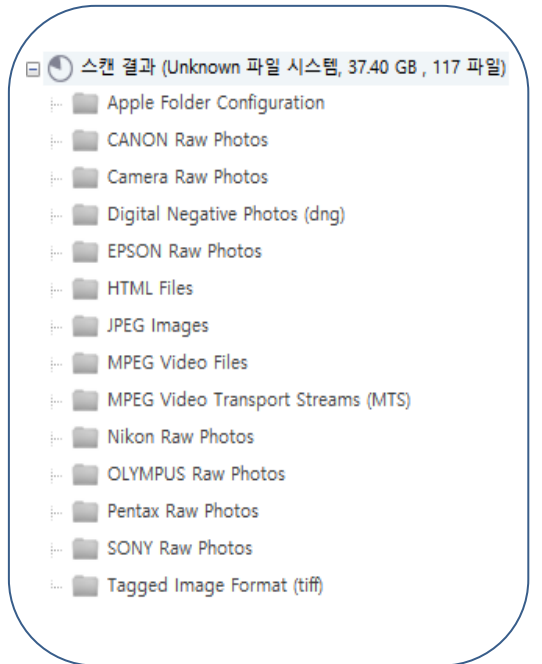 스캔 결과 (Unknown 파일 시스템, 37.40 GB , 117 파일)
Apple Folder Configuration
CANON Raw Photos
Camera Raw Photos
Digital Negative Photos (dng)
EPSON Raw Photos
HTML Files
JPEG Images
MPEG Video Files
MPEG Video Transport Streams (MTS)
Nikon Raw Photos
OLYMPUS Raw Photos
Pentax Raw Photos
SONY Raw Photos
Tagged Image Format (tiff)